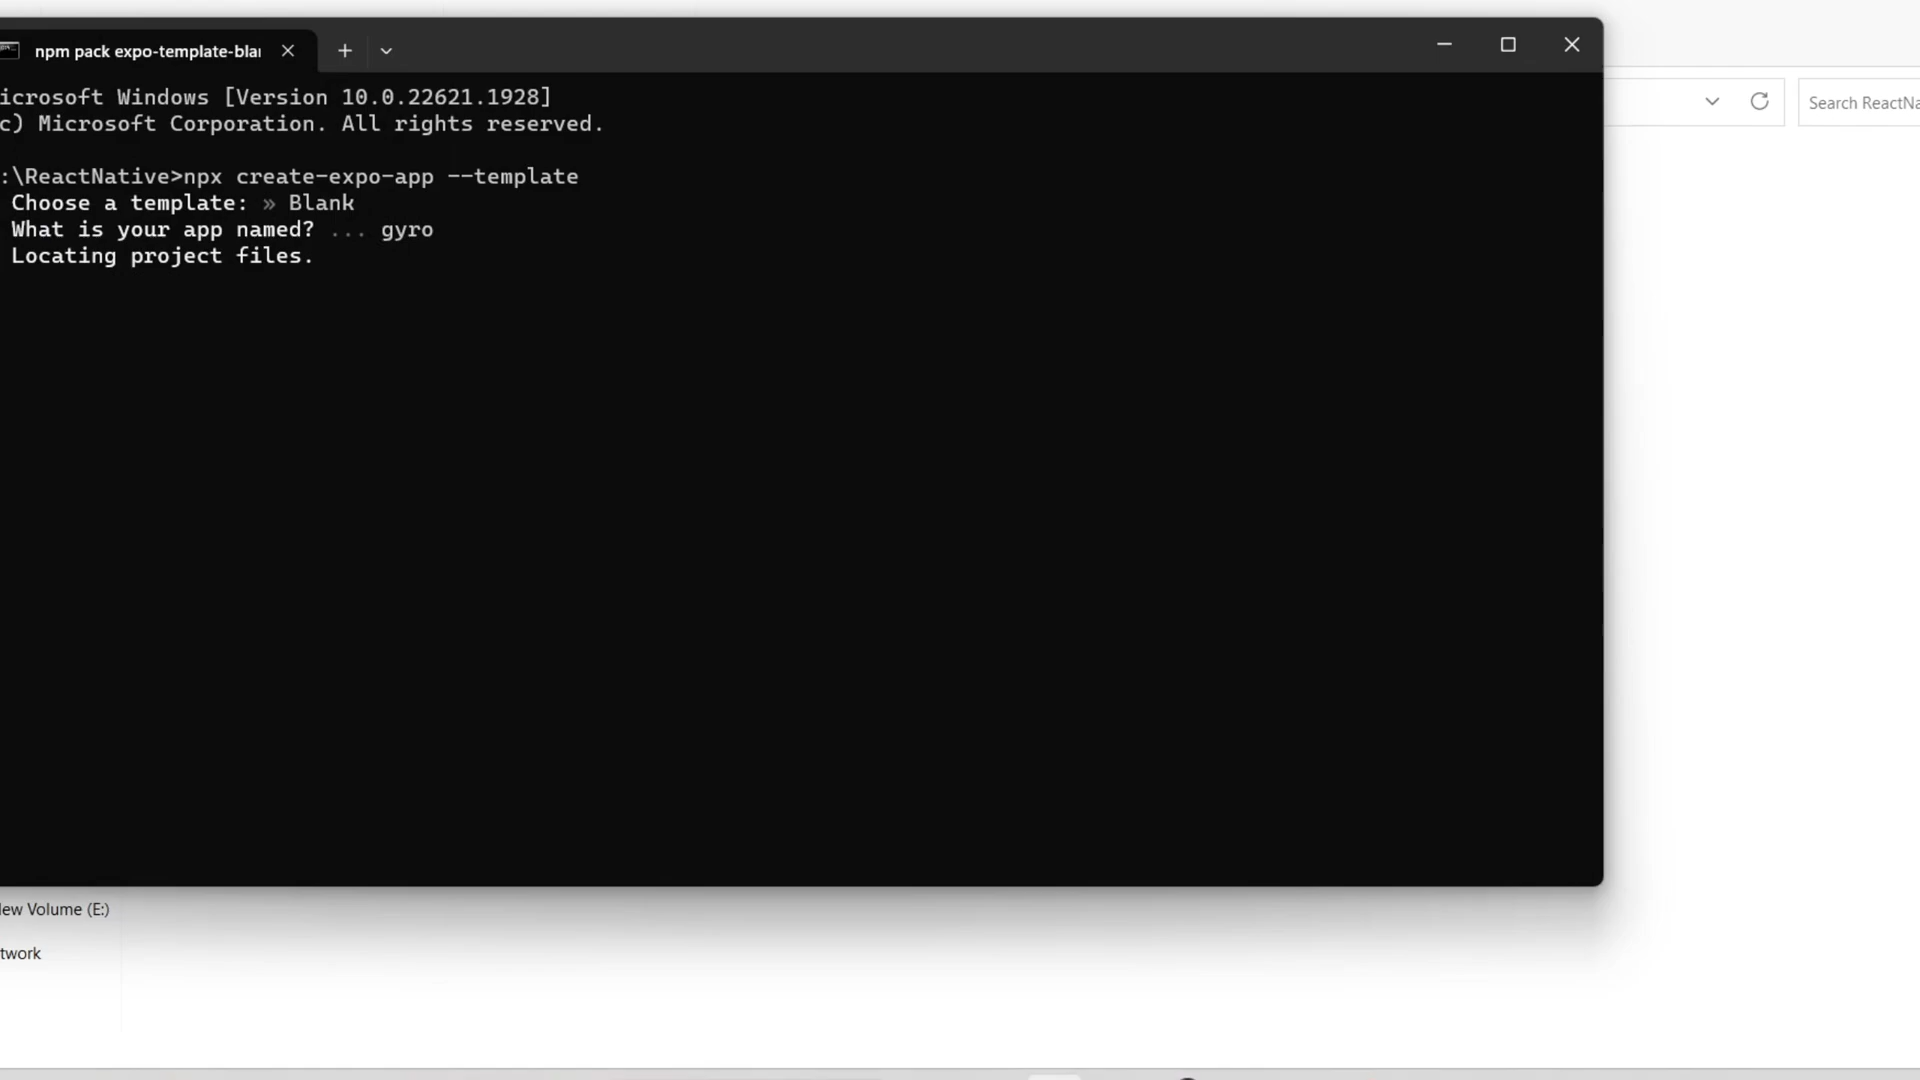 npm pack expo-template-blan
icrosoft Windows [Version 10.0.22621.1928]
c) Microsoft Corporation. All rights reserved.
:\ReactNative>npx create-expo-app --template
Choose a template: » Blank
What is your app named? ... gyro
Locating project files.
Search ReactNa
ew Volume (E:)
twork